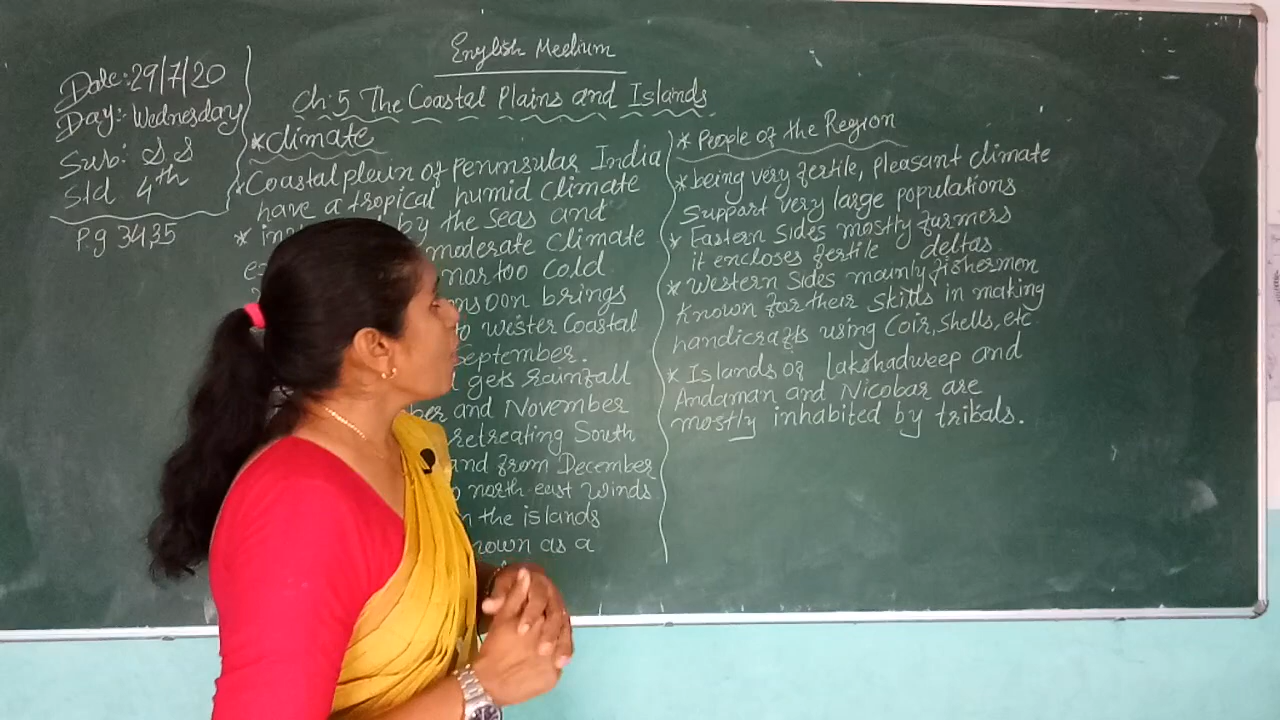 English Medium
Date: 29/7/20
Day: Wednesday
Sub: S.S
Std 4th
P.g 34,35
Ch:5 The Coastal Plains and Islands
*climate
*Coastal plain of Peninsular India
have a tropical humid climate
* by the seas and
moderate climate
nor too cold
brings
to wester Coastal
September.
gets rainfall
and November
retreating South
and from December
north east winds
the islands
as a
* People of the Region
*being very fertile, pleasant climate
support very large populations
* Eastern sides mostly farmers
it encloses fertile deltas
* Western sides mainly fishermen
known for their skills in making
handicrafts using Coir, shells, etc
* Islands of lakshadweep and
Andaman and Nicobar are
mostly inhabited by tribals.